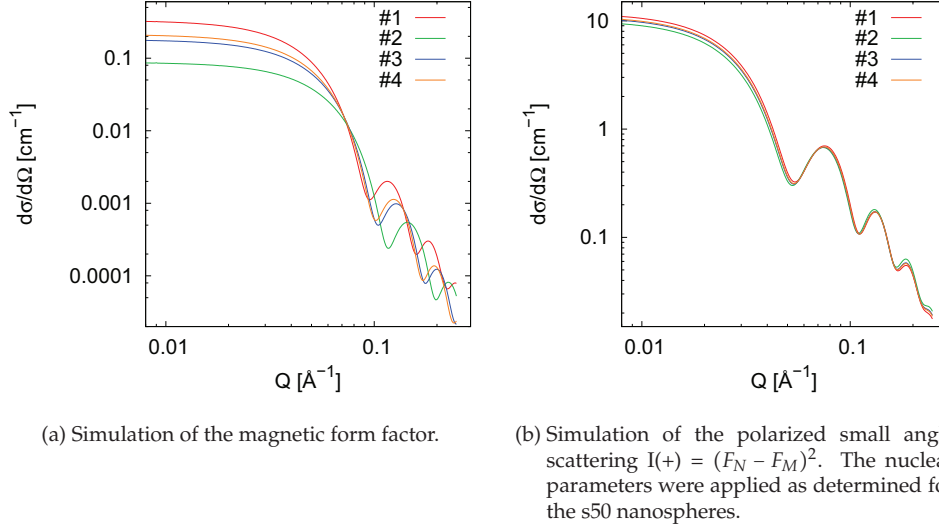 #1
#2
#3
#4
0.1
0.01
0.001
0.0001
dσ/dΩ [cm⁻¹]
0.01
0.1
Q [Å⁻¹]
(a) Simulation of the magnetic form factor.
#1
#2
#3
#4
10
1
0.1
dσ/dΩ [cm⁻¹]
0.01
0.1
Q [Å⁻¹]
(b) Simulation of the polarized small ang
scattering I(+) = (F_N – F_M)². The nuclea
parameters were applied as determined fo
the s50 nanospheres.